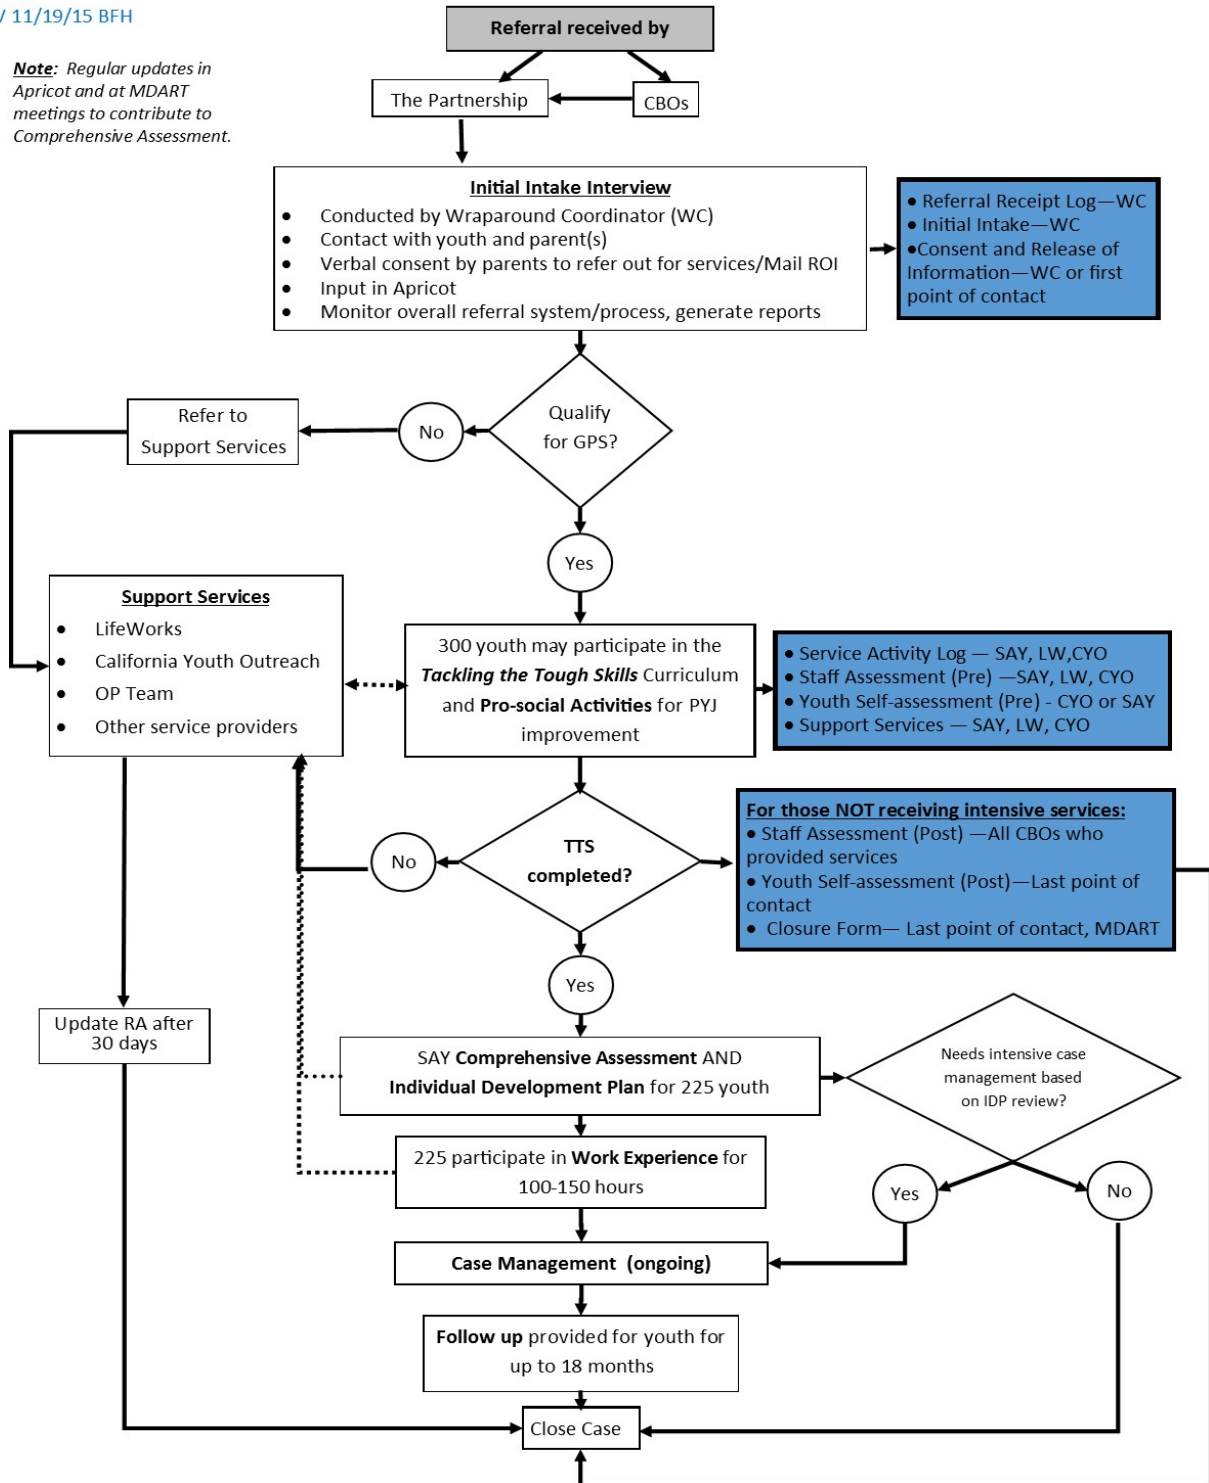 11/19/15 BFH
Referral received by
Note: Regular updates in
Apricot and at MDART
meetings to contribute to
Comprehensive Assessment.
The Partnership
CBOs
Initial Intake Interview
• Conducted by Wraparound Coordinator (WC)
• Contact with youth and parent(s)
• Verbal consent by parents to refer out for services/Mail ROI
• Input in Apricot
• Monitor overall referral system/process, generate reports
• Referral Receipt Log—WC
• Initial Intake—WC
•Consent and Release of
Information—WC or first
point of contact
Qualify
for GPS?
No
Refer to
Support Services
Yes
Support Services
• LifeWorks
• California Youth Outreach
• OP Team
• Other service providers
300 youth may participate in the
Tackling the Tough Skills Curriculum
and Pro-social Activities for PYJ
improvement
• Service Activity Log — SAY, LW,CYO
• Staff Assessment (Pre) —SAY, LW, CYO
• Youth Self-assessment (Pre) - CYO or SAY
• Support Services — SAY, LW, CYO
TTS
completed?
No
For those NOT receiving intensive services:
• Staff Assessment (Post) —All CBOs who
provided services
• Youth Self-assessment (Post)—Last point of
contact
• Closure Form— Last point of contact, MDART
Yes
Update RA after
30 days
SAY Comprehensive Assessment AND
Individual Development Plan for 225 youth
Needs intensive case
management based
on IDP review?
225 participate in Work Experience for
100-150 hours
Yes
No
Case Management (ongoing)
Follow up provided for youth for
up to 18 months
Close Case